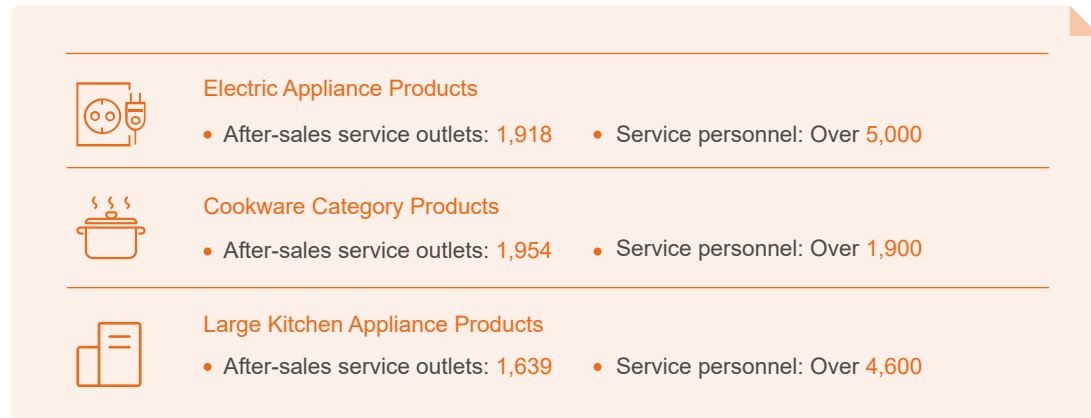 Electric Appliance Products
• After-sales service outlets: 1,918 • Service personnel: Over 5,000
Cookware Category Products
• After-sales service outlets: 1,954 • Service personnel: Over 1,900
Large Kitchen Appliance Products
• After-sales service outlets: 1,639 • Service personnel: Over 4,600